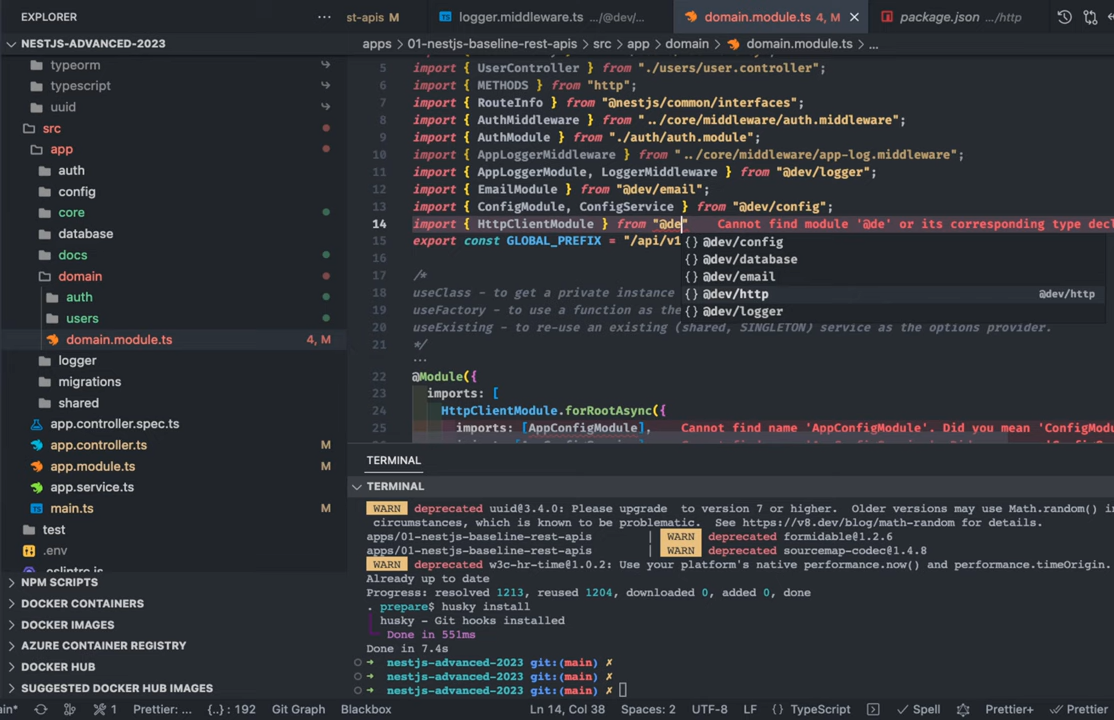 EXPLORER
st-apis M
logger.middleware.ts .../@dev/...
domain.module.ts 4, M
package.json .../http
NESTJS-ADVANCED-2023
apps > 01-nestjs-baseline-rest-apis > src > app > domain > domain.module.ts > ...
typeorm
typescript
uuid
src
app
auth
config
core
database
docs
domain
auth
users
domain.module.ts 4, M
logger
migrations
shared
app.controller.spec.ts
app.controller.ts M
app.module.ts M
app.service.ts
main.ts M
test
.env
.eslintrc.js
NPM SCRIPTS
DOCKER CONTAINERS
DOCKER IMAGES
AZURE CONTAINER REGISTRY
DOCKER HUB
SUGGESTED DOCKER HUB IMAGES
5 import { UserController } from "./users/user.controller";
6 import { METHODS } from "http";
7 import { RouteInfo } from "@nestjs/common/interfaces";
8 import { AuthMiddleware } from "../core/middleware/auth.middleware";
9 import { AuthModule } from "./auth/auth.module";
10 import { AppLoggerMiddleware } from "../core/middleware/app-log.middleware";
11 import { AppLoggerModule, LoggerMiddleware } from "@dev/logger";
12 import { EmailModule } from "@dev/email";
13 import { ConfigModule, ConfigService } from "@dev/config";
14 import { HttpClientModule } from "@de" Cannot find module '@de' or its corresponding type decl
15 export const GLOBAL_PREFIX = "/api/v1
{} @dev/config
{} @dev/database
{} @dev/email
{} @dev/http @dev/http
{} @dev/logger
16
17 /*
18 useClass - to get a private instance
19 useFactory - to use a function as the
20 useExisting - to re-use an existing (shared, SINGLETON) service as the options provider.
21 */
...
22 @Module({
23 imports: [
24 HttpClientModule.forRootAsync({
25 imports: [AppConfigModule], Cannot find name 'AppConfigModule'. Did you mean 'ConfigModu
TERMINAL
TERMINAL
WARN deprecated uuid@3.4.0: Please upgrade to version 7 or higher. Older versions may use Math.random() i
circumstances, which is known to be problematic. See https://v8.dev/blog/math-random for details.
apps/01-nestjs-baseline-rest-apis | WARN deprecated formidable@1.2.6
apps/01-nestjs-baseline-rest-apis | WARN deprecated sourcemap-codec@1.4.8
WARN deprecated w3c-hr-time@1.0.2: Use your platform's native performance.now() and performance.timeOrigin.
Already up to date
Progress: resolved 1213, reused 1204, downloaded 0, added 0, done
. prepare$ husky install
husky - Git hooks installed
Done in 551ms
Done in 7.4s
➜ nestjs-advanced-2023 git:(main) ✗
➜ nestjs-advanced-2023 git:(main) ✗
➜ nestjs-advanced-2023 git:(main) ✗
ain* 1 Prettier: ... {..} : 192 Git Graph Blackbox Ln 14, Col 38 Spaces: 2 UTF-8 LF {} TypeScript Spell Prettier+ Prettier